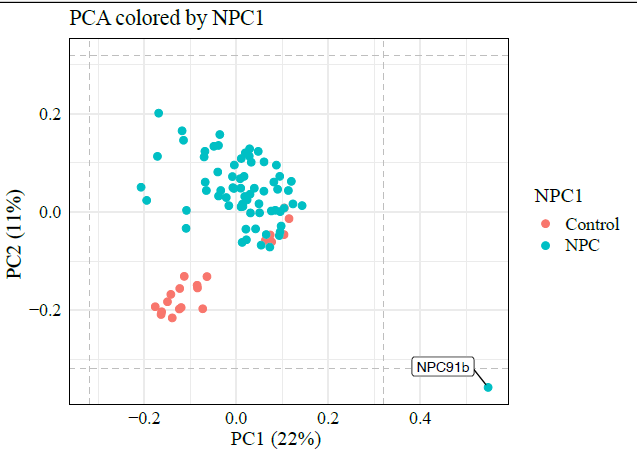 PCA colored by NPC1
0.2
0.0
−0.2
PC2 (11%)
NPC91b
−0.2
0.0
0.2
0.4
PC1 (22%)
NPC1
Control
NPC